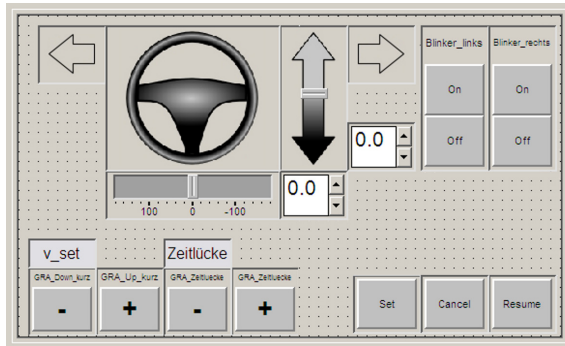 Blinker_links Blinker_rechts
On On
0.0 Off Off
0.0
100 0 -100
v_set Zeitlücke
GRA_Down_kurz GRA_Up_kurz GRA_Zeitluecke GRA_Zeitluecke
- + - + Set Cancel Resume